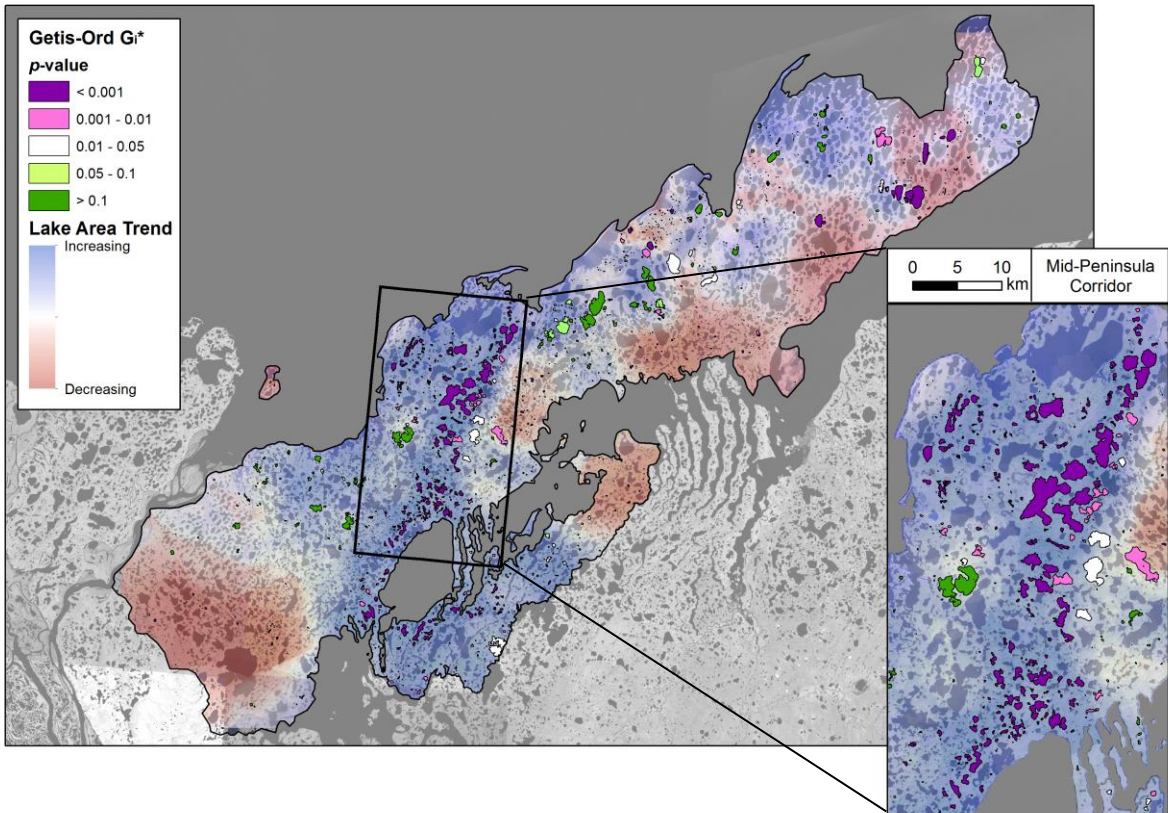 Getis-Ord Gi*
p-value
< 0.001
0.001 - 0.01
0.01 - 0.05
0.05 - 0.1
> 0.1
Lake Area Trend
Increasing
Decreasing
0 5 10
km
Mid-Peninsula
Corridor